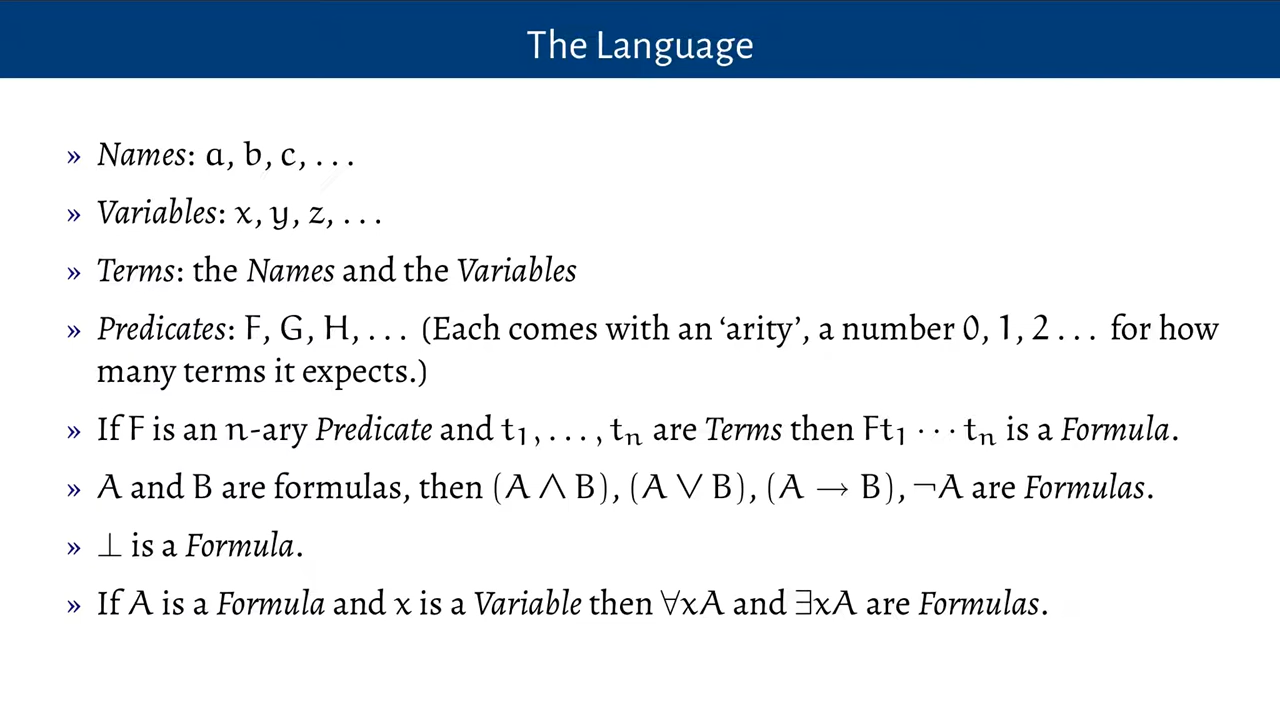 The Language
» Names: a, b, c, . . .
» Variables: x, y, z, . . .
» Terms: the Names and the Variables
» Predicates: F, G, H, . . . (Each comes with an ‘arity’, a number 0, 1, 2 . . . for how
many terms it expects.)
» If F is an n-ary Predicate and t₁, . . . , tₙ are Terms then Ft₁ · · · tₙ is a Formula.
» A and B are formulas, then (A ∧ B), (A ∨ B), (A → B), ¬A are Formulas.
» ⊥ is a Formula.
» If A is a Formula and x is a Variable then ∀xA and ∃xA are Formulas.